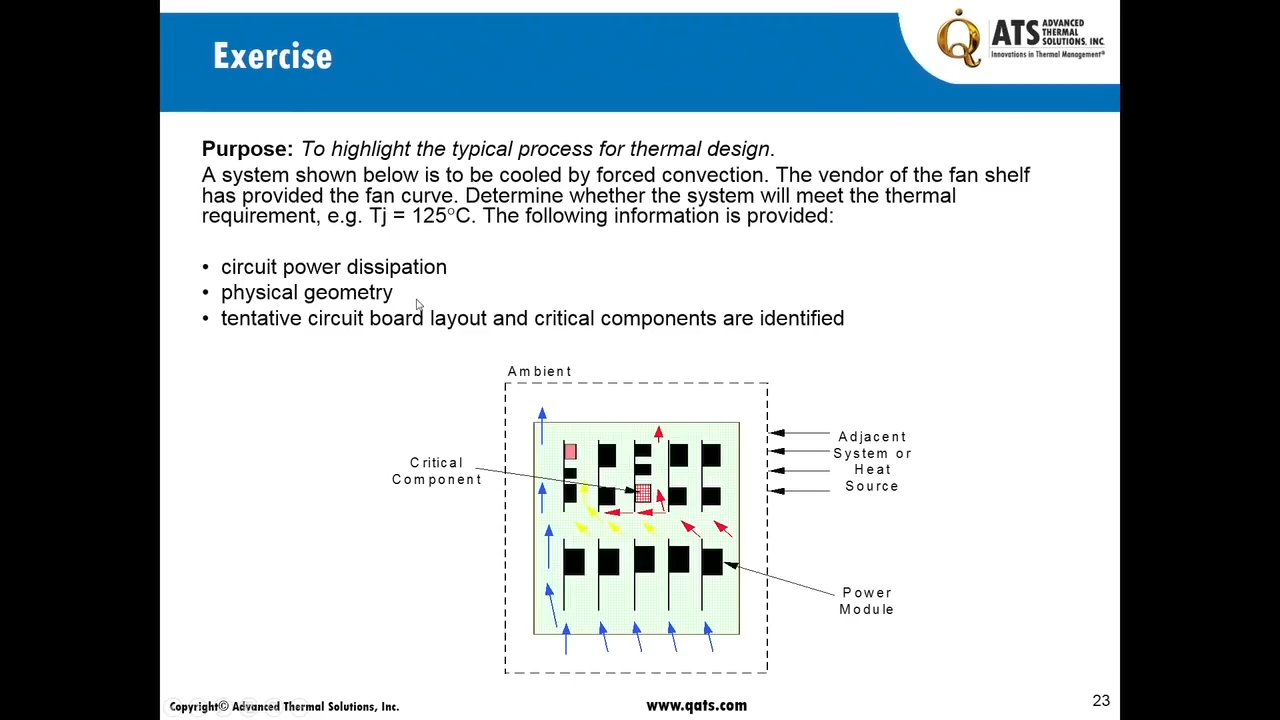 Exercise
ATS ADVANCED
THERMAL
SOLUTIONS, INC.
Innovations in Thermal Management®
Purpose: To highlight the typical process for thermal design.
A system shown below is to be cooled by forced convection. The vendor of the fan shelf
has provided the fan curve. Determine whether the system will meet the thermal
requirement, e.g. Tj = 125°C. The following information is provided:
• circuit power dissipation
• physical geometry
• tentative circuit board layout and critical components are identified
Ambient
Critical
Component
Adjacent
System or
Heat
Source
Power
Module
Copyright© Advanced Thermal Solutions, Inc.
www.qats.com
23